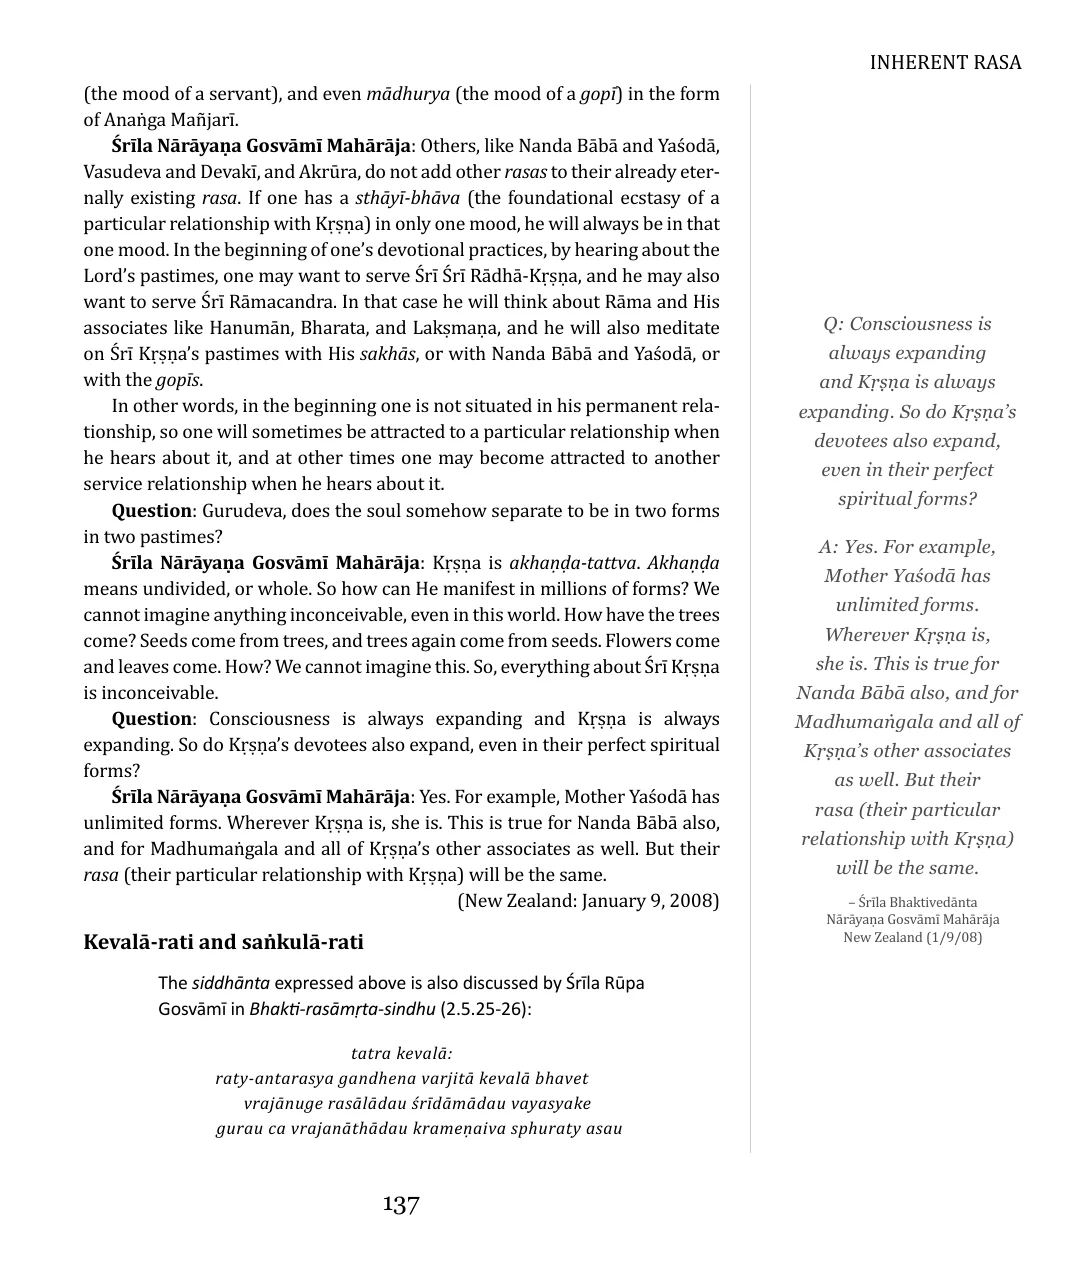 INHERENT RASA
(the mood of a servant), and even mādhurya (the mood of a gopī) in the form
of Anaṅga Mañjarī.
Śrīla Nārāyaṇa Gosvāmī Mahārāja: Others, like Nanda Bābā and Yaśodā,
Vasudeva and Devakī, and Akrūra, do not add other rasas to their already eter-
nally existing rasa. If one has a sthāyī-bhāva (the foundational ecstasy of a
particular relationship with Kṛṣṇa) in only one mood, he will always be in that
one mood. In the beginning of one’s devotional practices, by hearing about the
Lord’s pastimes, one may want to serve Śrī Śrī Rādhā-Kṛṣṇa, and he may also
want to serve Śrī Rāmacandra. In that case he will think about Rāma and His
associates like Hanumān, Bharata, and Lakṣmaṇa, and he will also meditate
on Śrī Kṛṣṇa’s pastimes with His sakhās, or with Nanda Bābā and Yaśodā, or
with the gopīs.
In other words, in the beginning one is not situated in his permanent rela-
tionship, so one will sometimes be attracted to a particular relationship when
he hears about it, and at other times one may become attracted to another
service relationship when he hears about it.
Question: Gurudeva, does the soul somehow separate to be in two forms
in two pastimes?
Śrīla Nārāyaṇa Gosvāmī Mahārāja: Kṛṣṇa is akhaṇḍa-tattva. Akhaṇḍa
means undivided, or whole. So how can He manifest in millions of forms? We
cannot imagine anything inconceivable, even in this world. How have the trees
come? Seeds come from trees, and trees again come from seeds. Flowers come
and leaves come. How? We cannot imagine this. So, everything about Śrī Kṛṣṇa
is inconceivable.
Question: Consciousness is always expanding and Kṛṣṇa is always
expanding. So do Kṛṣṇa’s devotees also expand, even in their perfect spiritual
forms?
Śrīla Nārāyaṇa Gosvāmī Mahārāja: Yes. For example, Mother Yaśodā has
unlimited forms. Wherever Kṛṣṇa is, she is. This is true for Nanda Bābā also,
and for Madhumaṅgala and all of Kṛṣṇa’s other associates as well. But their
rasa (their particular relationship with Kṛṣṇa) will be the same.
(New Zealand: January 9, 2008)
Kevalā-rati and saṅkulā-rati
The siddhānta expressed above is also discussed by Śrīla Rūpa
Gosvāmī in Bhakti-rasāmṛta-sindhu (2.5.25-26):
tatra kevalā:
raty-antarasya gandhena varjitā kevalā bhavet
vrajānuge rasālādau śrīdāmādau vayasyake
gurau ca vrajanāthādau krameṇaiva sphuraty asau
Q: Consciousness is
always expanding
and Kṛṣṇa is always
expanding. So do Kṛṣṇa’s
devotees also expand,
even in their perfect
spiritual forms?
A: Yes. For example,
Mother Yaśodā has
unlimited forms.
Wherever Kṛṣṇa is,
she is. This is true for
Nanda Bābā also, and for
Madhumaṅgala and all of
Kṛṣṇa’s other associates
as well. But their
rasa (their particular
relationship with Kṛṣṇa)
will be the same.
– Śrīla Bhaktivedānta
Nārāyaṇa Gosvāmī Mahārāja
New Zealand (1/9/08)
137